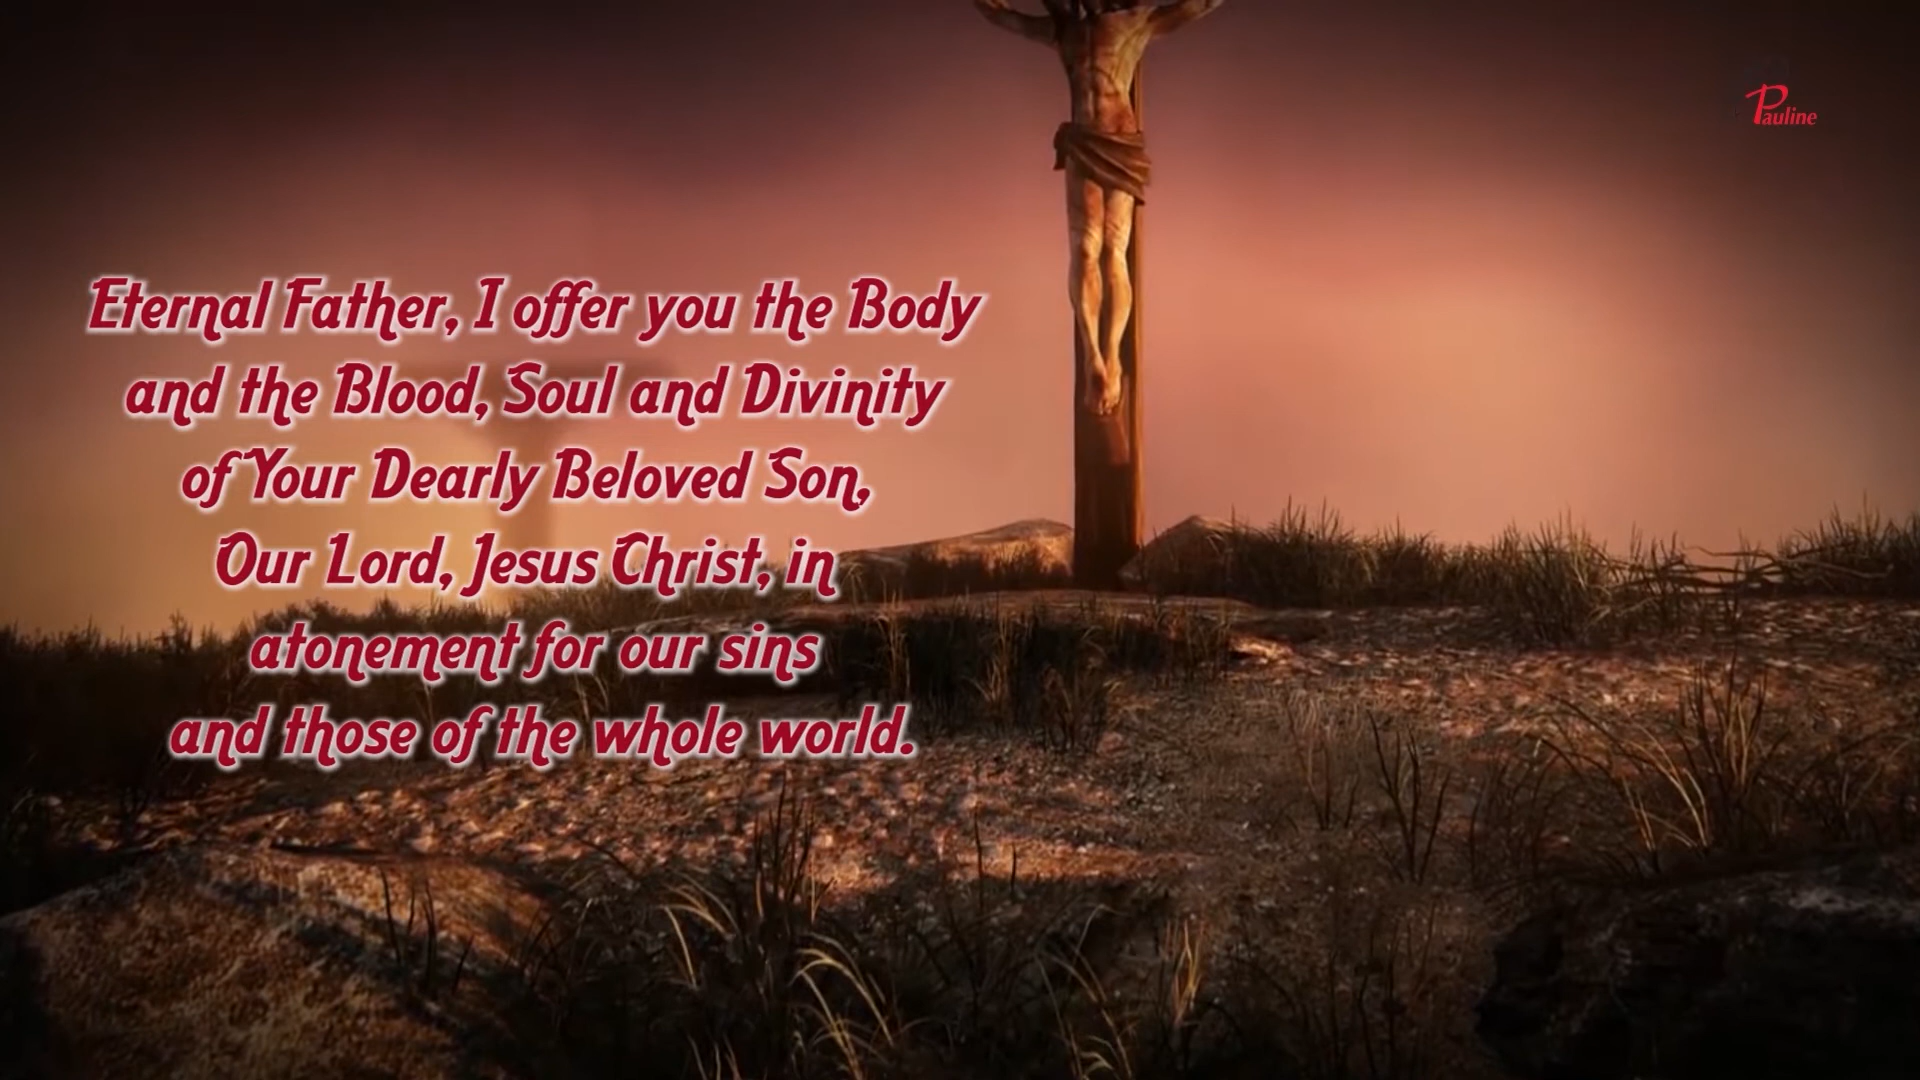 Pauline
Eternal Father, I offer you the Body
and the Blood, Soul and Divinity
of Your Dearly Beloved Son,
Our Lord, Jesus Christ, in
atonement for our sins
and those of the whole world.